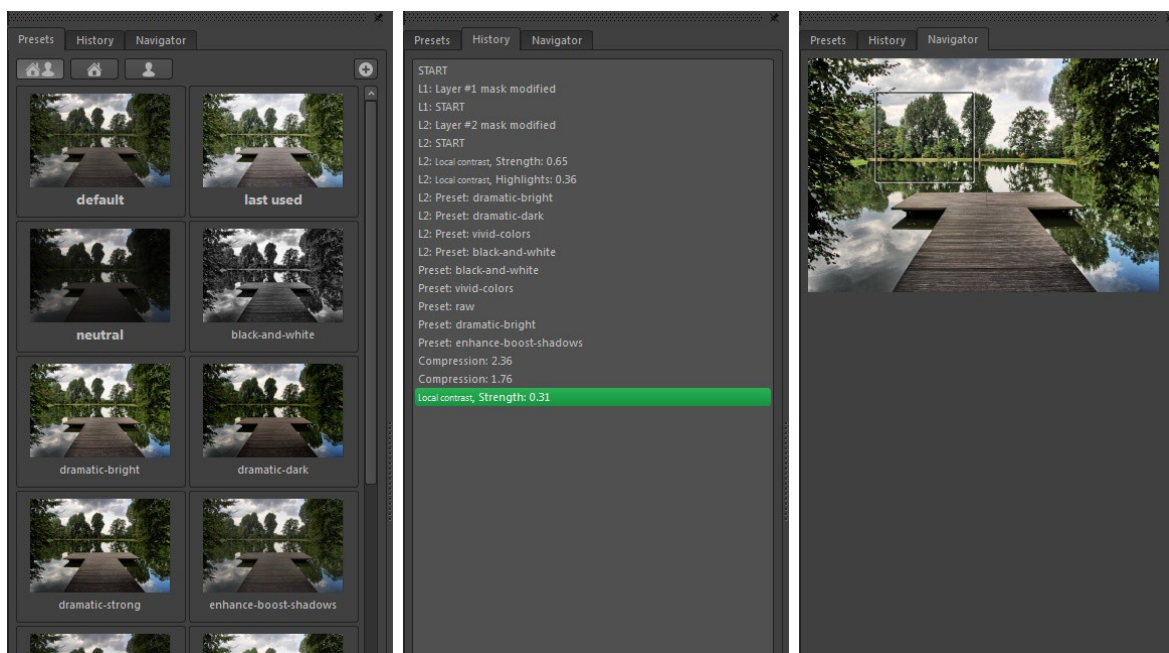 Presets History Navigator
default last used
neutral black-and-white
dramatic-bright dramatic-dark
dramatic-strong enhance-boost-shadows
Presets History Navigator
START
L1: Layer #1 mask modified
L1: START
L2: Layer #2 mask modified
L2: START
L2: Local contrast, Strength: 0.65
L2: Local contrast, Highlights: 0.36
L2: Preset: dramatic-bright
L2: Preset: dramatic-dark
L2: Preset: vivid-colors
L2: Preset: black-and-white
Preset: black-and-white
Preset: vivid-colors
Preset: raw
Preset: dramatic-bright
Preset: enhance-boost-shadows
Compression: 2.36
Compression: 1.76
Local contrast, Strength: 0.31
Presets History Navigator